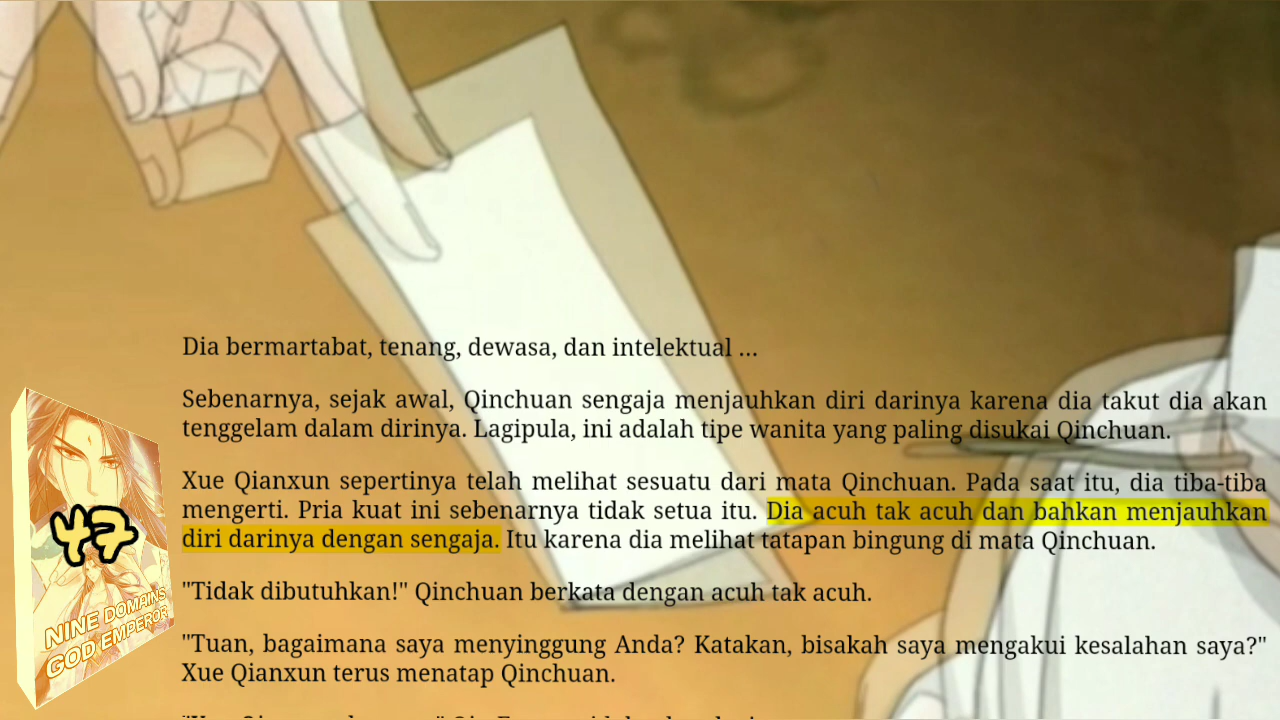 Dia bermartabat, tenang, dewasa, dan intelektual ...
Sebenarnya, sejak awal, Qinchuan sengaja menjauhkan diri darinya karena dia takut dia akan
tenggelam dalam dirinya. Lagipula, ini adalah tipe wanita yang paling disukai Qinchuan.
Xue Qianxun sepertinya telah melihat sesuatu dari mata Qinchuan. Pada saat itu, dia tiba-tiba
mengerti. Pria kuat ini sebenarnya tidak setua itu. Dia acuh tak acuh dan bahkan menjauhkan
diri darinya dengan sengaja. Itu karena dia melihat tatapan bingung di mata Qinchuan.
"Tidak dibutuhkan!" Qinchuan berkata dengan acuh tak acuh.
"Tuan, bagaimana saya menyinggung Anda? Katakan, bisakah saya mengakui kesalahan saya?"
Xue Qianxun terus menatap Qinchuan.
47
NINE DOMAINS
GOD EMPEROR